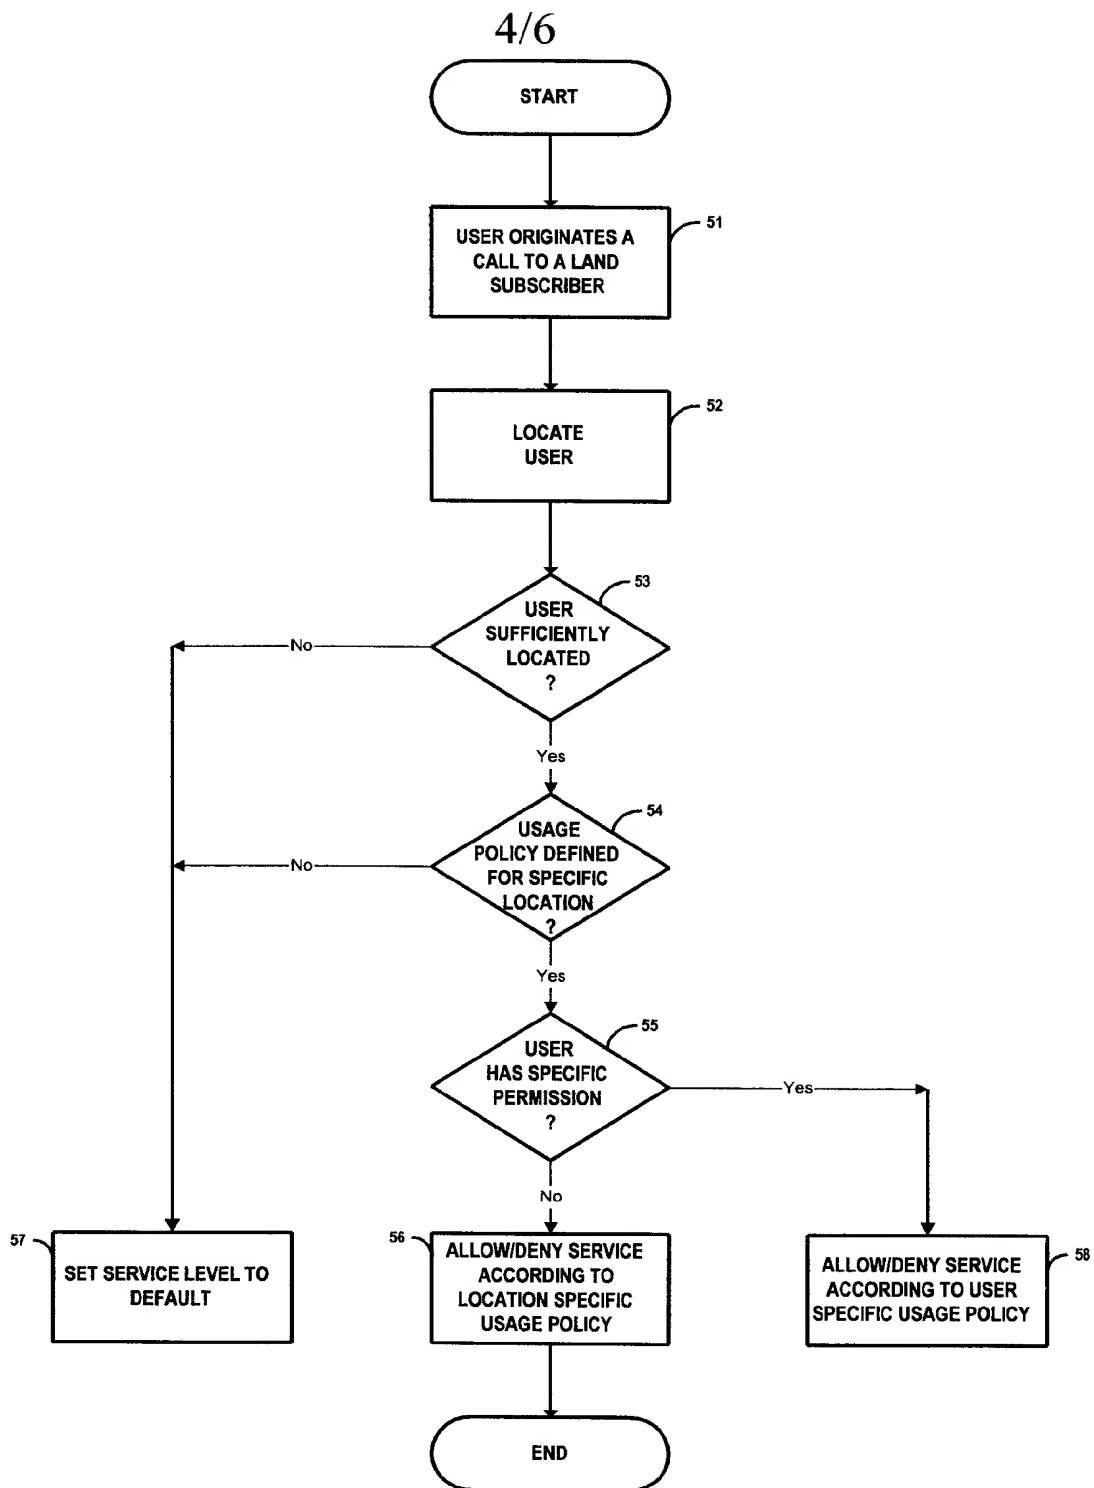 4/6
START
USER ORIGINATES A
CALL TO A LAND
SUBSCRIBER
51
LOCATE
USER
52
USER
SUFFICIENTLY
LOCATED
?
53
No
Yes
USAGE
POLICY DEFINED
FOR SPECIFIC
LOCATION
?
54
No
Yes
USER
HAS SPECIFIC
PERMISSION
?
55
Yes
No
57
SET SERVICE LEVEL TO
DEFAULT
56
ALLOW/DENY SERVICE
ACCORDING TO
LOCATION SPECIFIC
USAGE POLICY
ALLOW/DENY SERVICE
ACCORDING TO USER
SPECIFIC USAGE POLICY
58
END